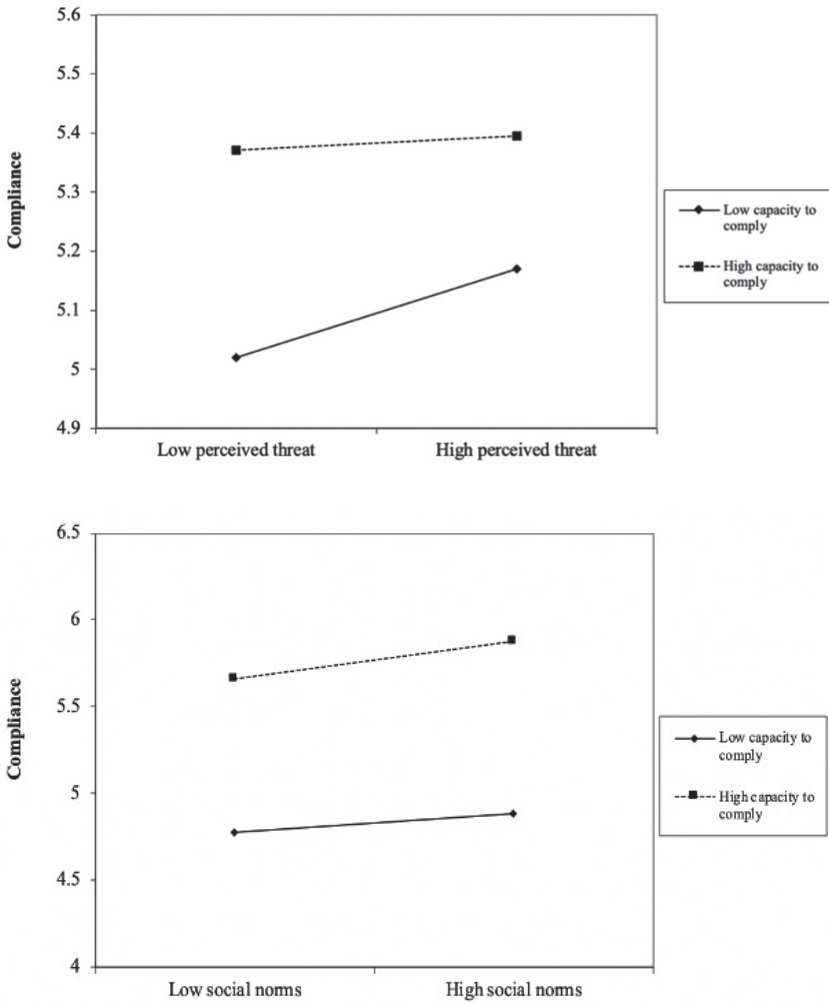 5.6
5.5
5.4
5.3
5.2
5.1
5
4.9
Compliance
Low perceived threat
High perceived threat
Low capacity to
comply
High capacity to
comply
6.5
6
5.5
5
4.5
4
Compliance
Low social norms
High social norms
Low capacity to
comply
High capacity to
comply